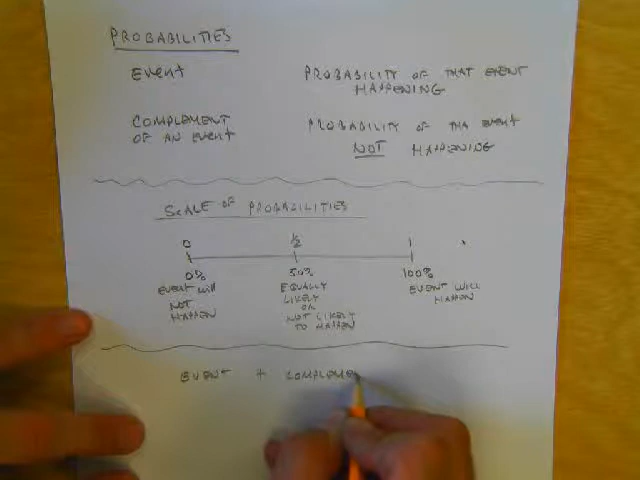 PROBABILITIES
EVENT
PROBABILITY OF THAT EVENT
HAPPENING
COMPLEMENT
OF AN EVENT
PROBABILITY OF THA EVENT
NOT HAPPENING
SCALE OF PROBABILITIES
0 ½ 1
0% 50% 100%
EVENT WILL
NOT
HAPPEN
EQUALLY
LIKELY
OR
NOT LIKELY
TO HAPPEN
EVENT WILL
HAPPEN
EVENT + COMPLEME